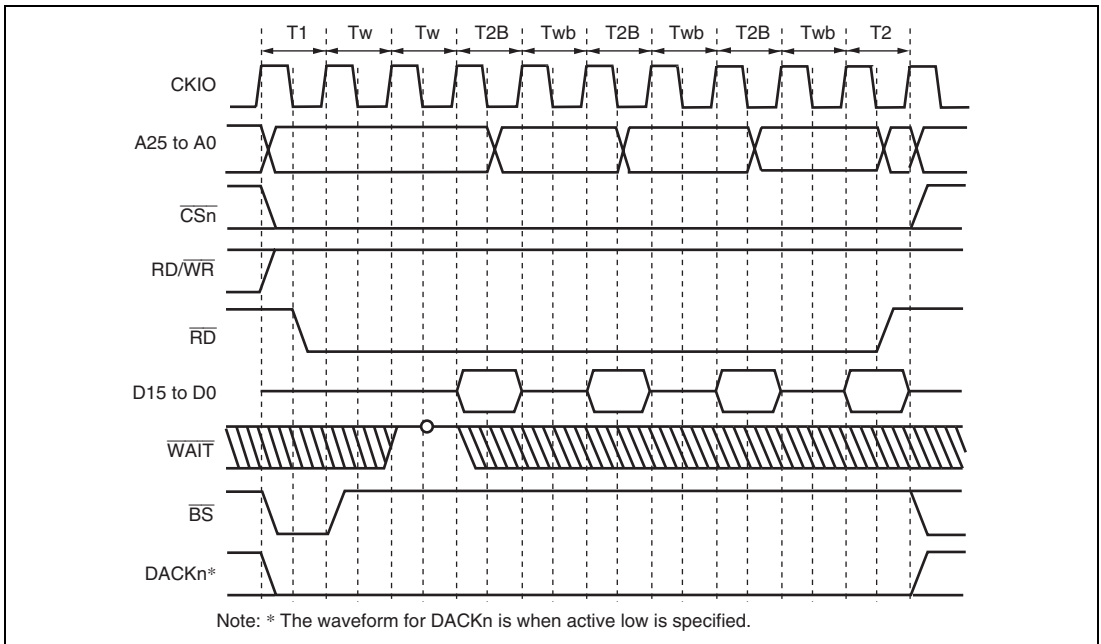 T1 Tw Tw T2B Twb T2B Twb T2B Twb T2
CKIO
A25 to A0
CSn
RD/WR
RD
D15 to D0
WAIT
BS
DACKn*
Note: * The waveform for DACKn is when active low is specified.